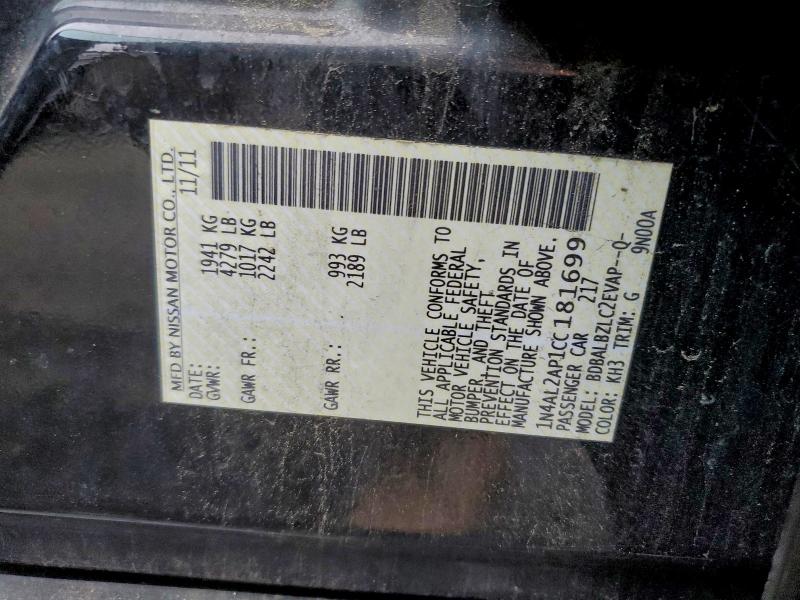 MFD BY NISSAN MOTOR CO., LTD.
DATE: 11/11
GVWR: 1941 KG
4279 LB
GAWR FR.: 1017 KG
2242 LB
GAWR RR.: 993 KG
2189 LB
THIS VEHICLE CONFORMS TO
ALL APPLICABLE FEDERAL
MOTOR VEHICLE SAFETY,
BUMPER, AND THEFT
PREVENTION STANDARDS IN
EFFECT ON THE DATE OF
MANUFACTURE SHOWN ABOVE.
1N4AL2AP1CC181699
PASSENGER CAR 217
MODEL: BDBALBZLC2EVAP--Q-
COLOR: KH3 TRIM: G 9N00A